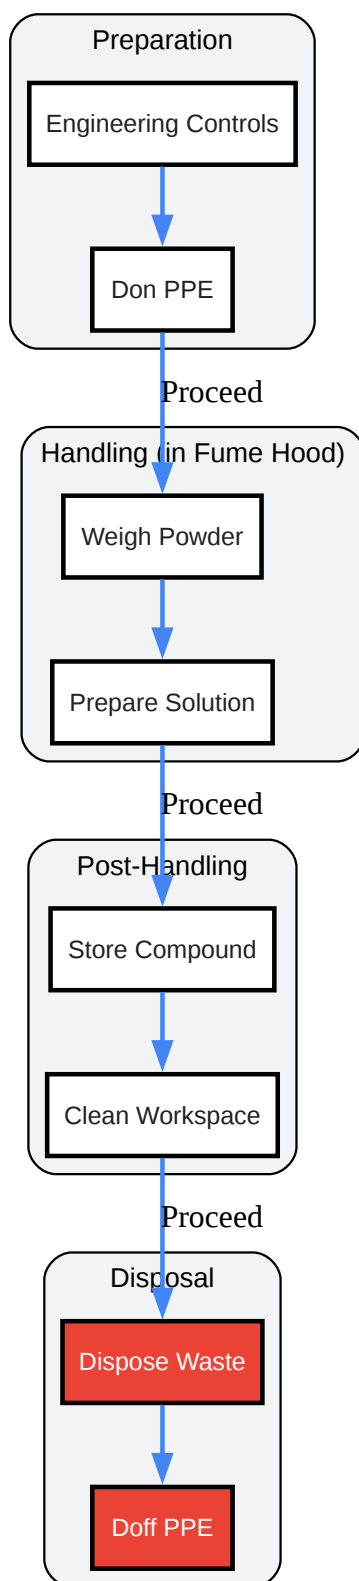 Preparation
Engineering Controls
Don PPE
Proceed
Handling (in Fume Hood)
Weigh Powder
Prepare Solution
Proceed
Post-Handling
Store Compound
Clean Workspace
Proceed
Disposal
Dispose Waste
Doff PPE